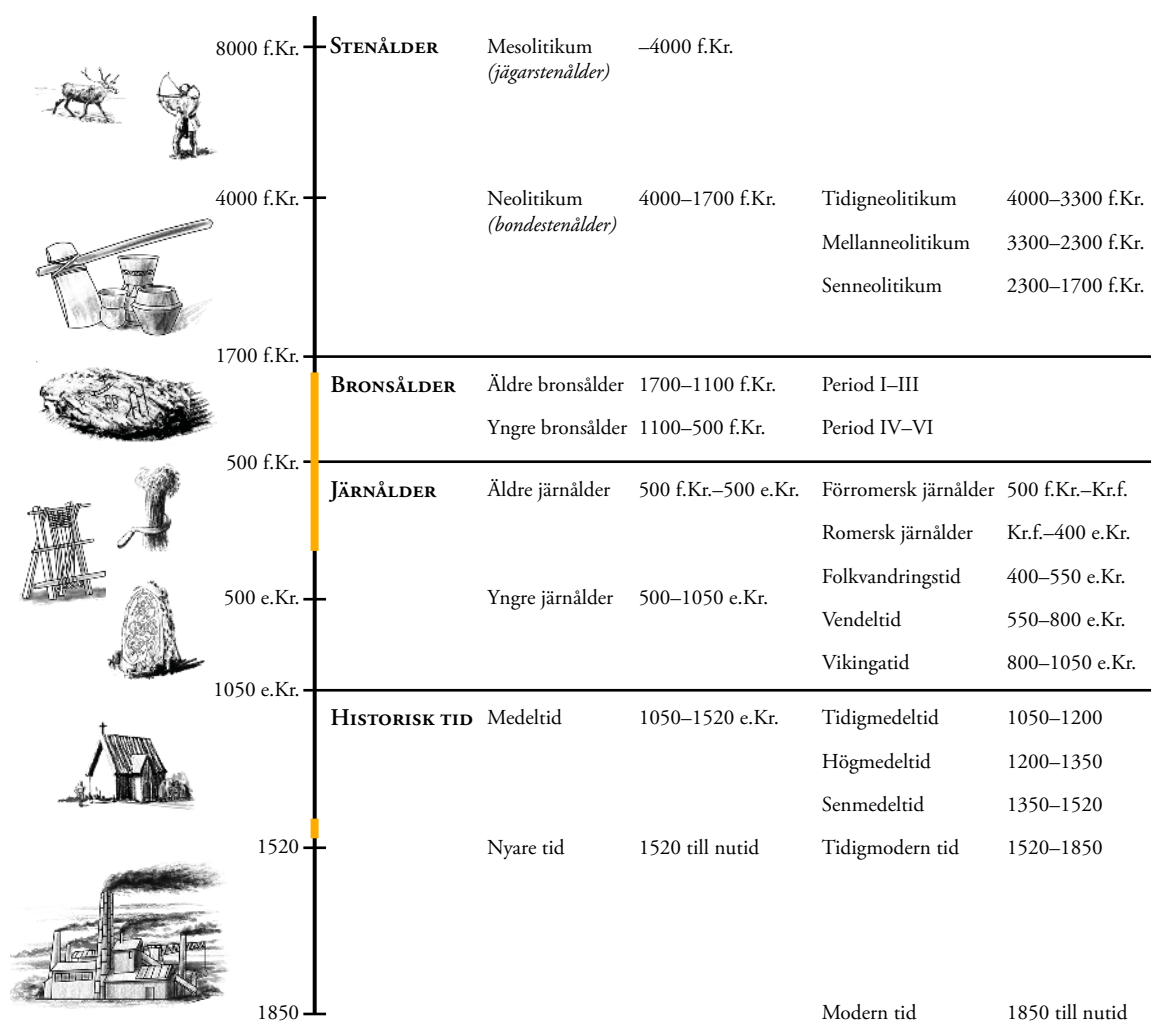 8000 f.Kr. STENÅLDER Mesolitikum –4000 f.Kr.
(jägarstenålder)
4000 f.Kr. Neolitikum 4000–1700 f.Kr. Tidigneolitikum 4000–3300 f.Kr.
(bondestenålder)
Mellanneolitikum 3300–2300 f.Kr.
Senneolitikum 2300–1700 f.Kr.
1700 f.Kr.
BRONSÅLDER Äldre bronsålder 1700–1100 f.Kr. Period I–III
Yngre bronsålder 1100–500 f.Kr. Period IV–VI
500 f.Kr.
JÄRNÅLDER Äldre järnålder 500 f.Kr.–500 e.Kr. Förromersk järnålder 500 f.Kr.–Kr.f.
Romersk järnålder Kr.f.–400 e.Kr.
Folkvandringstid 400–550 e.Kr.
500 e.Kr. Yngre järnålder 500–1050 e.Kr.
Vendeltid 550–800 e.Kr.
Vikingatid 800–1050 e.Kr.
1050 e.Kr.
HISTORISK TID Medeltid 1050–1520 e.Kr. Tidigmedeltid 1050–1200
Högmedeltid 1200–1350
Senmedeltid 1350–1520
1520 Nyare tid 1520 till nutid Tidigmodern tid 1520–1850
1850 Modern tid 1850 till nutid